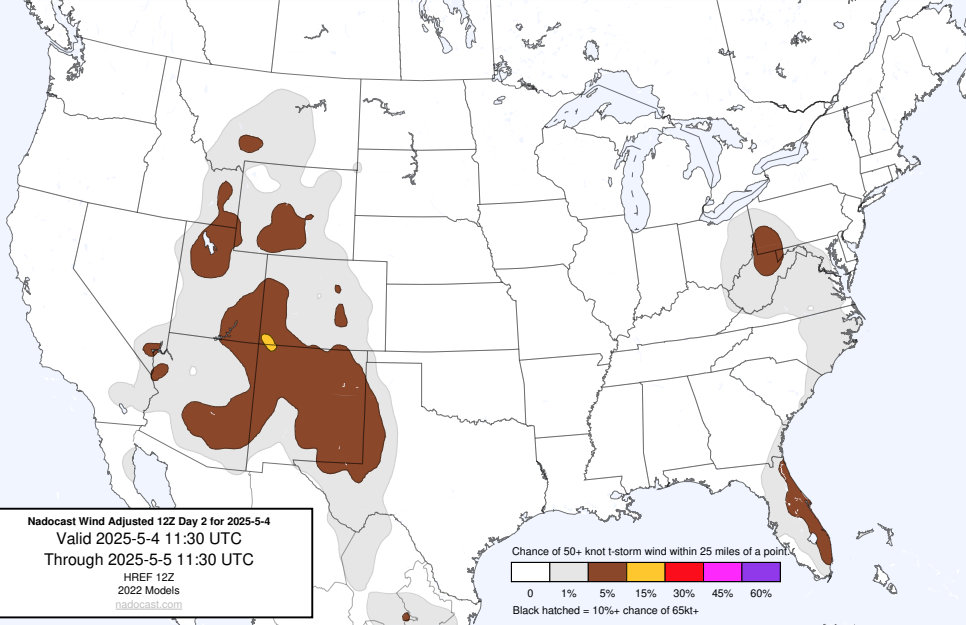 Nadocast Wind Adjusted 12Z Day 2 for 2025-5-4
Valid 2025-5-4 11:30 UTC
Through 2025-5-5 11:30 UTC
HREF 12Z
2022 Models
nadocast.com
Chance of 50+ knot t-storm wind within 25 miles of a point.
0 1% 5% 15% 30% 45% 60%
Black hatched = 10%+ chance of 65kt+